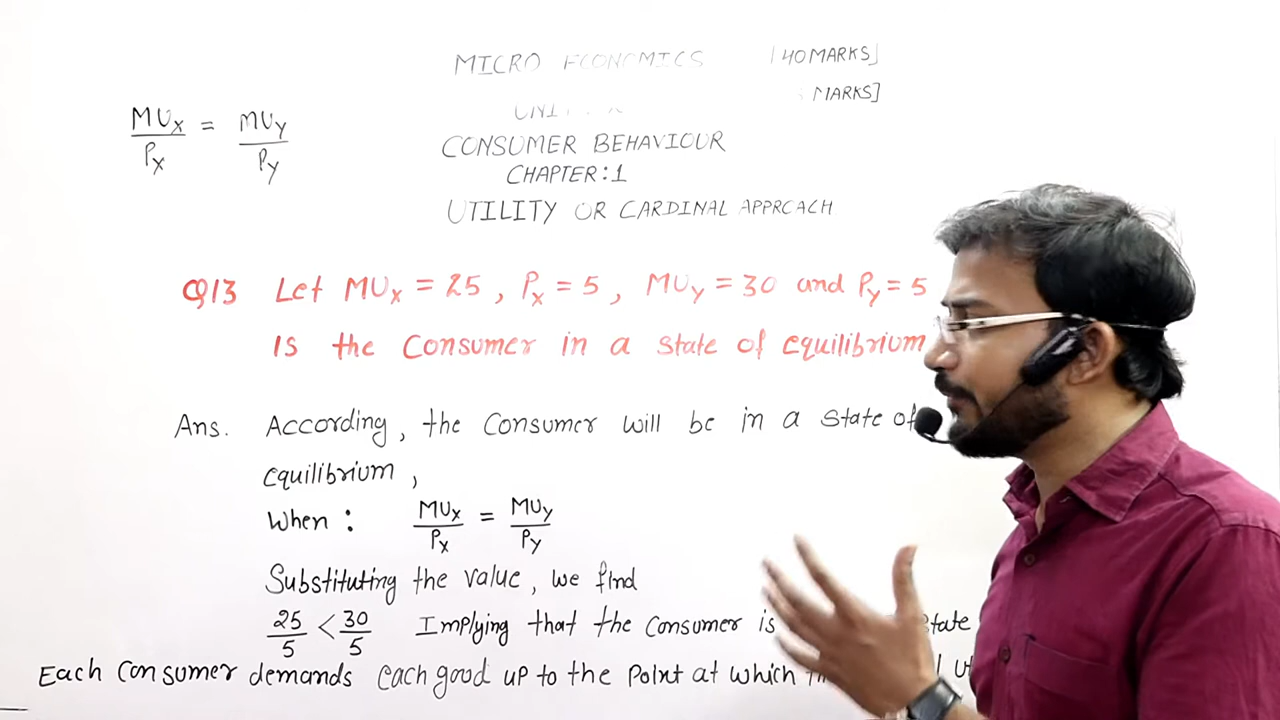 MICRO ECONOMICS [40 MARKS]
MARKS]
CONSUMER BEHAVIOUR
CHAPTER:1
UTILITY OR CARDINAL APPROACH
MUx/Px = MUy/Py
Q13 Let MUx = 25, Px = 5, MUy = 30 and Py = 5
Is the Consumer in a state of equilibrium
Ans. According, the Consumer will be in a state of
equilibrium,
When: MUx/Px = MUy/Py
Substituting the value, we find
25/5 < 30/5 Implying that the Consumer is State
Each Consumer demands each good up to the Point at which